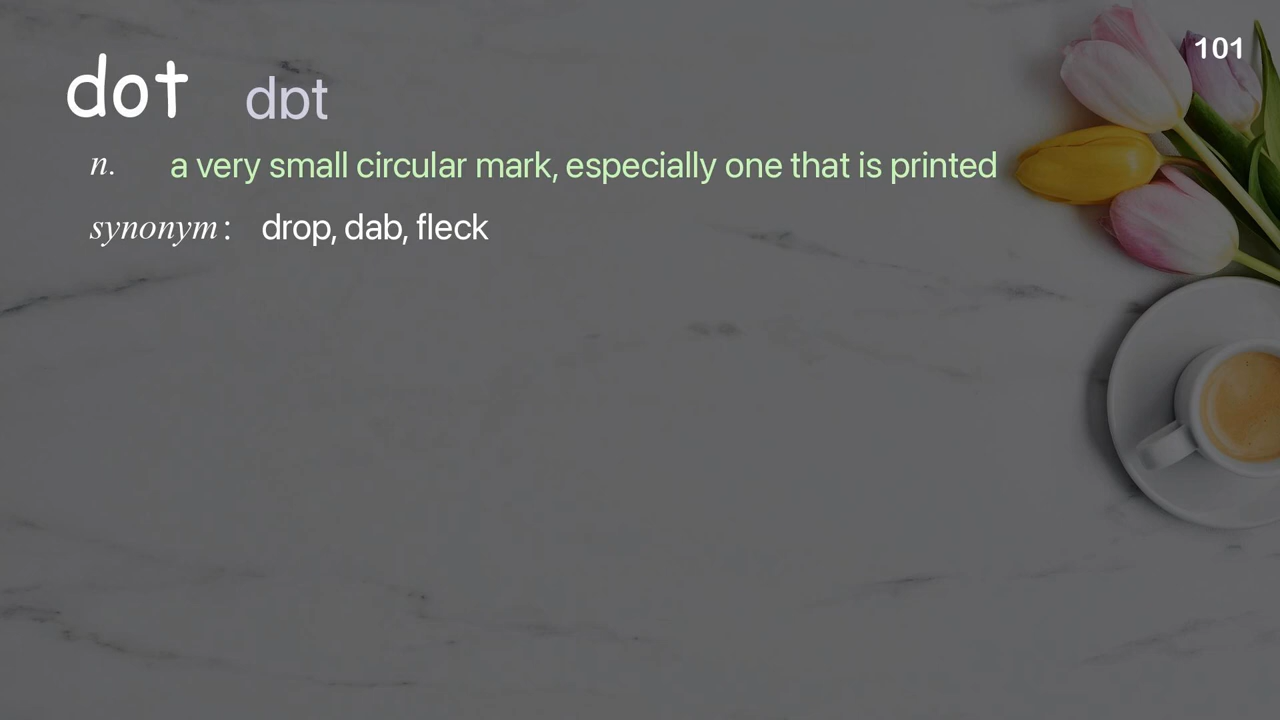 101
dot dɒt
n. a very small circular mark, especially one that is printed
synonym: drop, dab, fleck